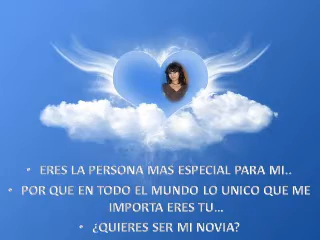 • ERES LA PERSONA MAS ESPECIAL PARA MI..
• POR QUE EN TODO EL MUNDO LO UNICO QUE ME
IMPORTA ERES TU...
• ¿QUIERES SER MI NOVIA?